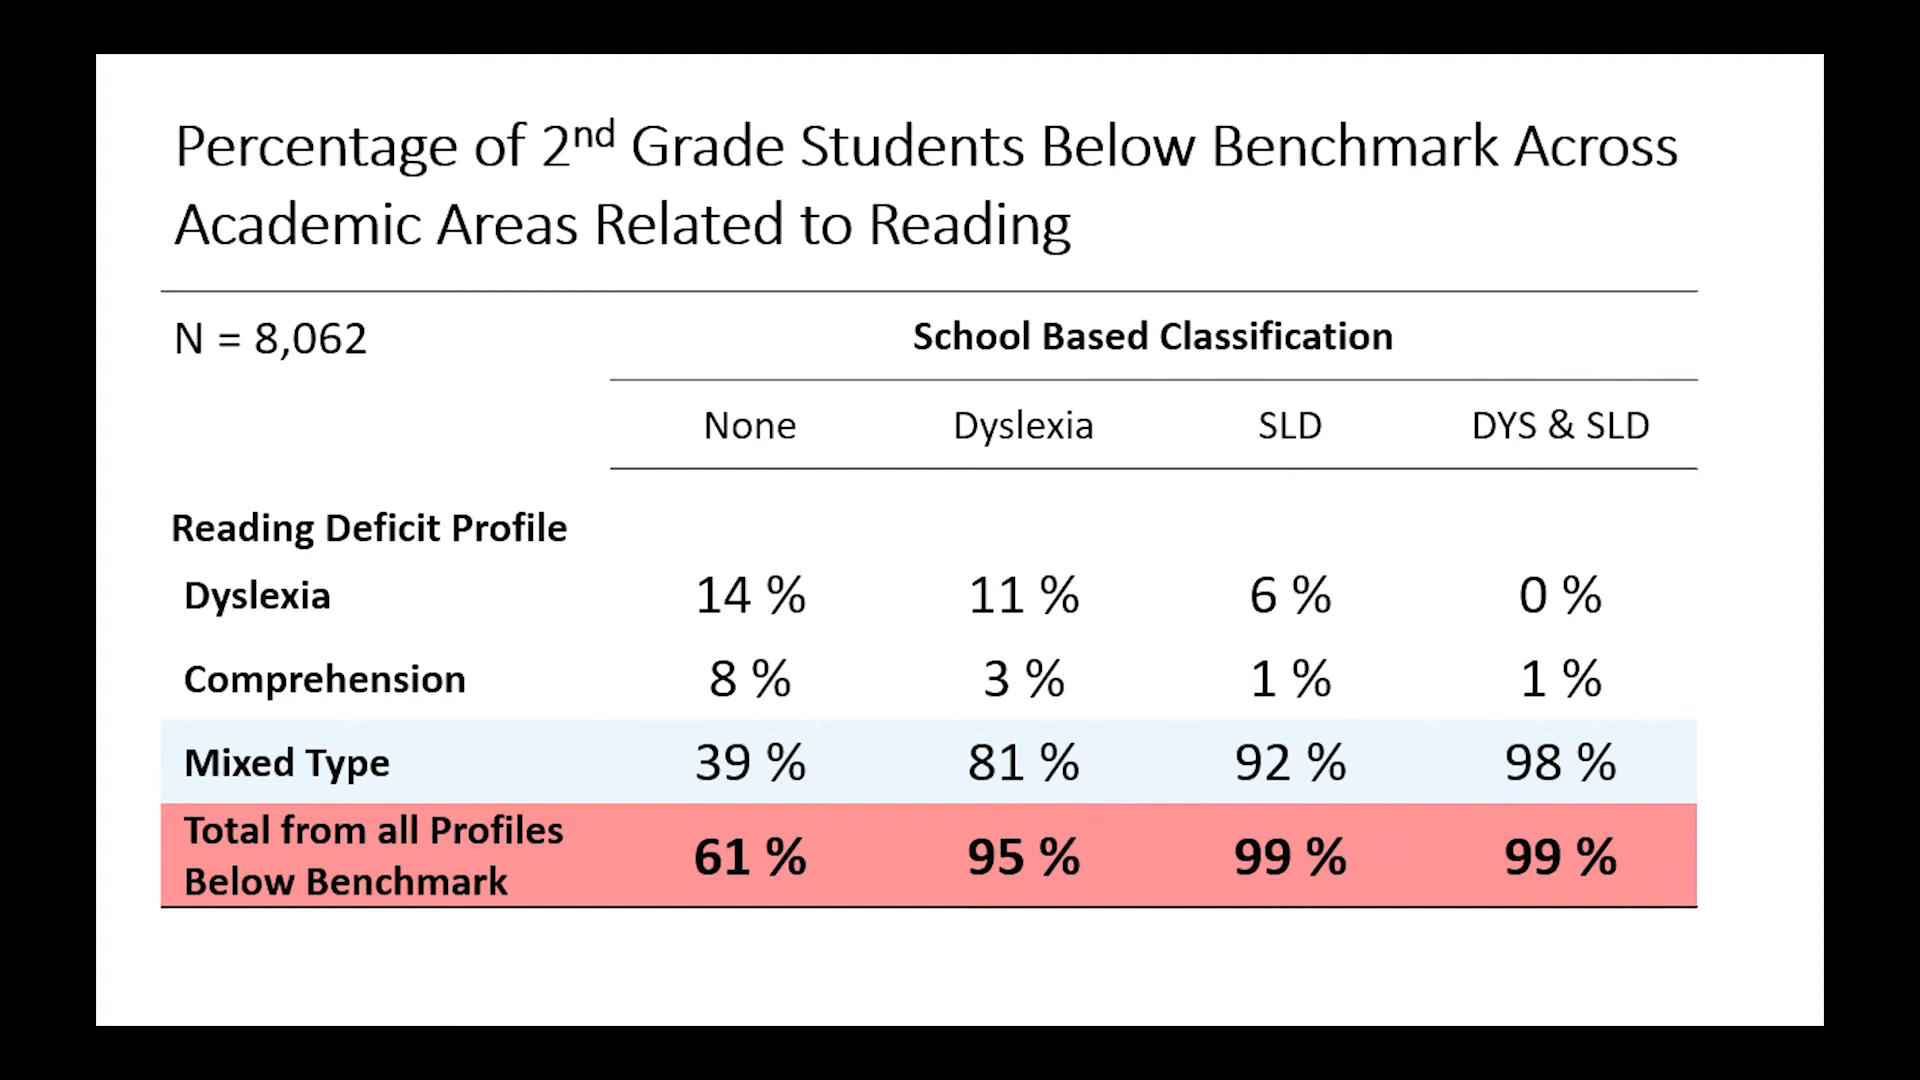 Percentage of 2nd Grade Students Below Benchmark Across
Academic Areas Related to Reading
N = 8,062
School Based Classification
None Dyslexia SLD DYS & SLD
Reading Deficit Profile
Dyslexia 14 % 11 % 6 % 0 %
Comprehension 8 % 3 % 1 % 1 %
Mixed Type 39 % 81 % 92 % 98 %
Total from all Profiles
Below Benchmark 61 % 95 % 99 % 99 %